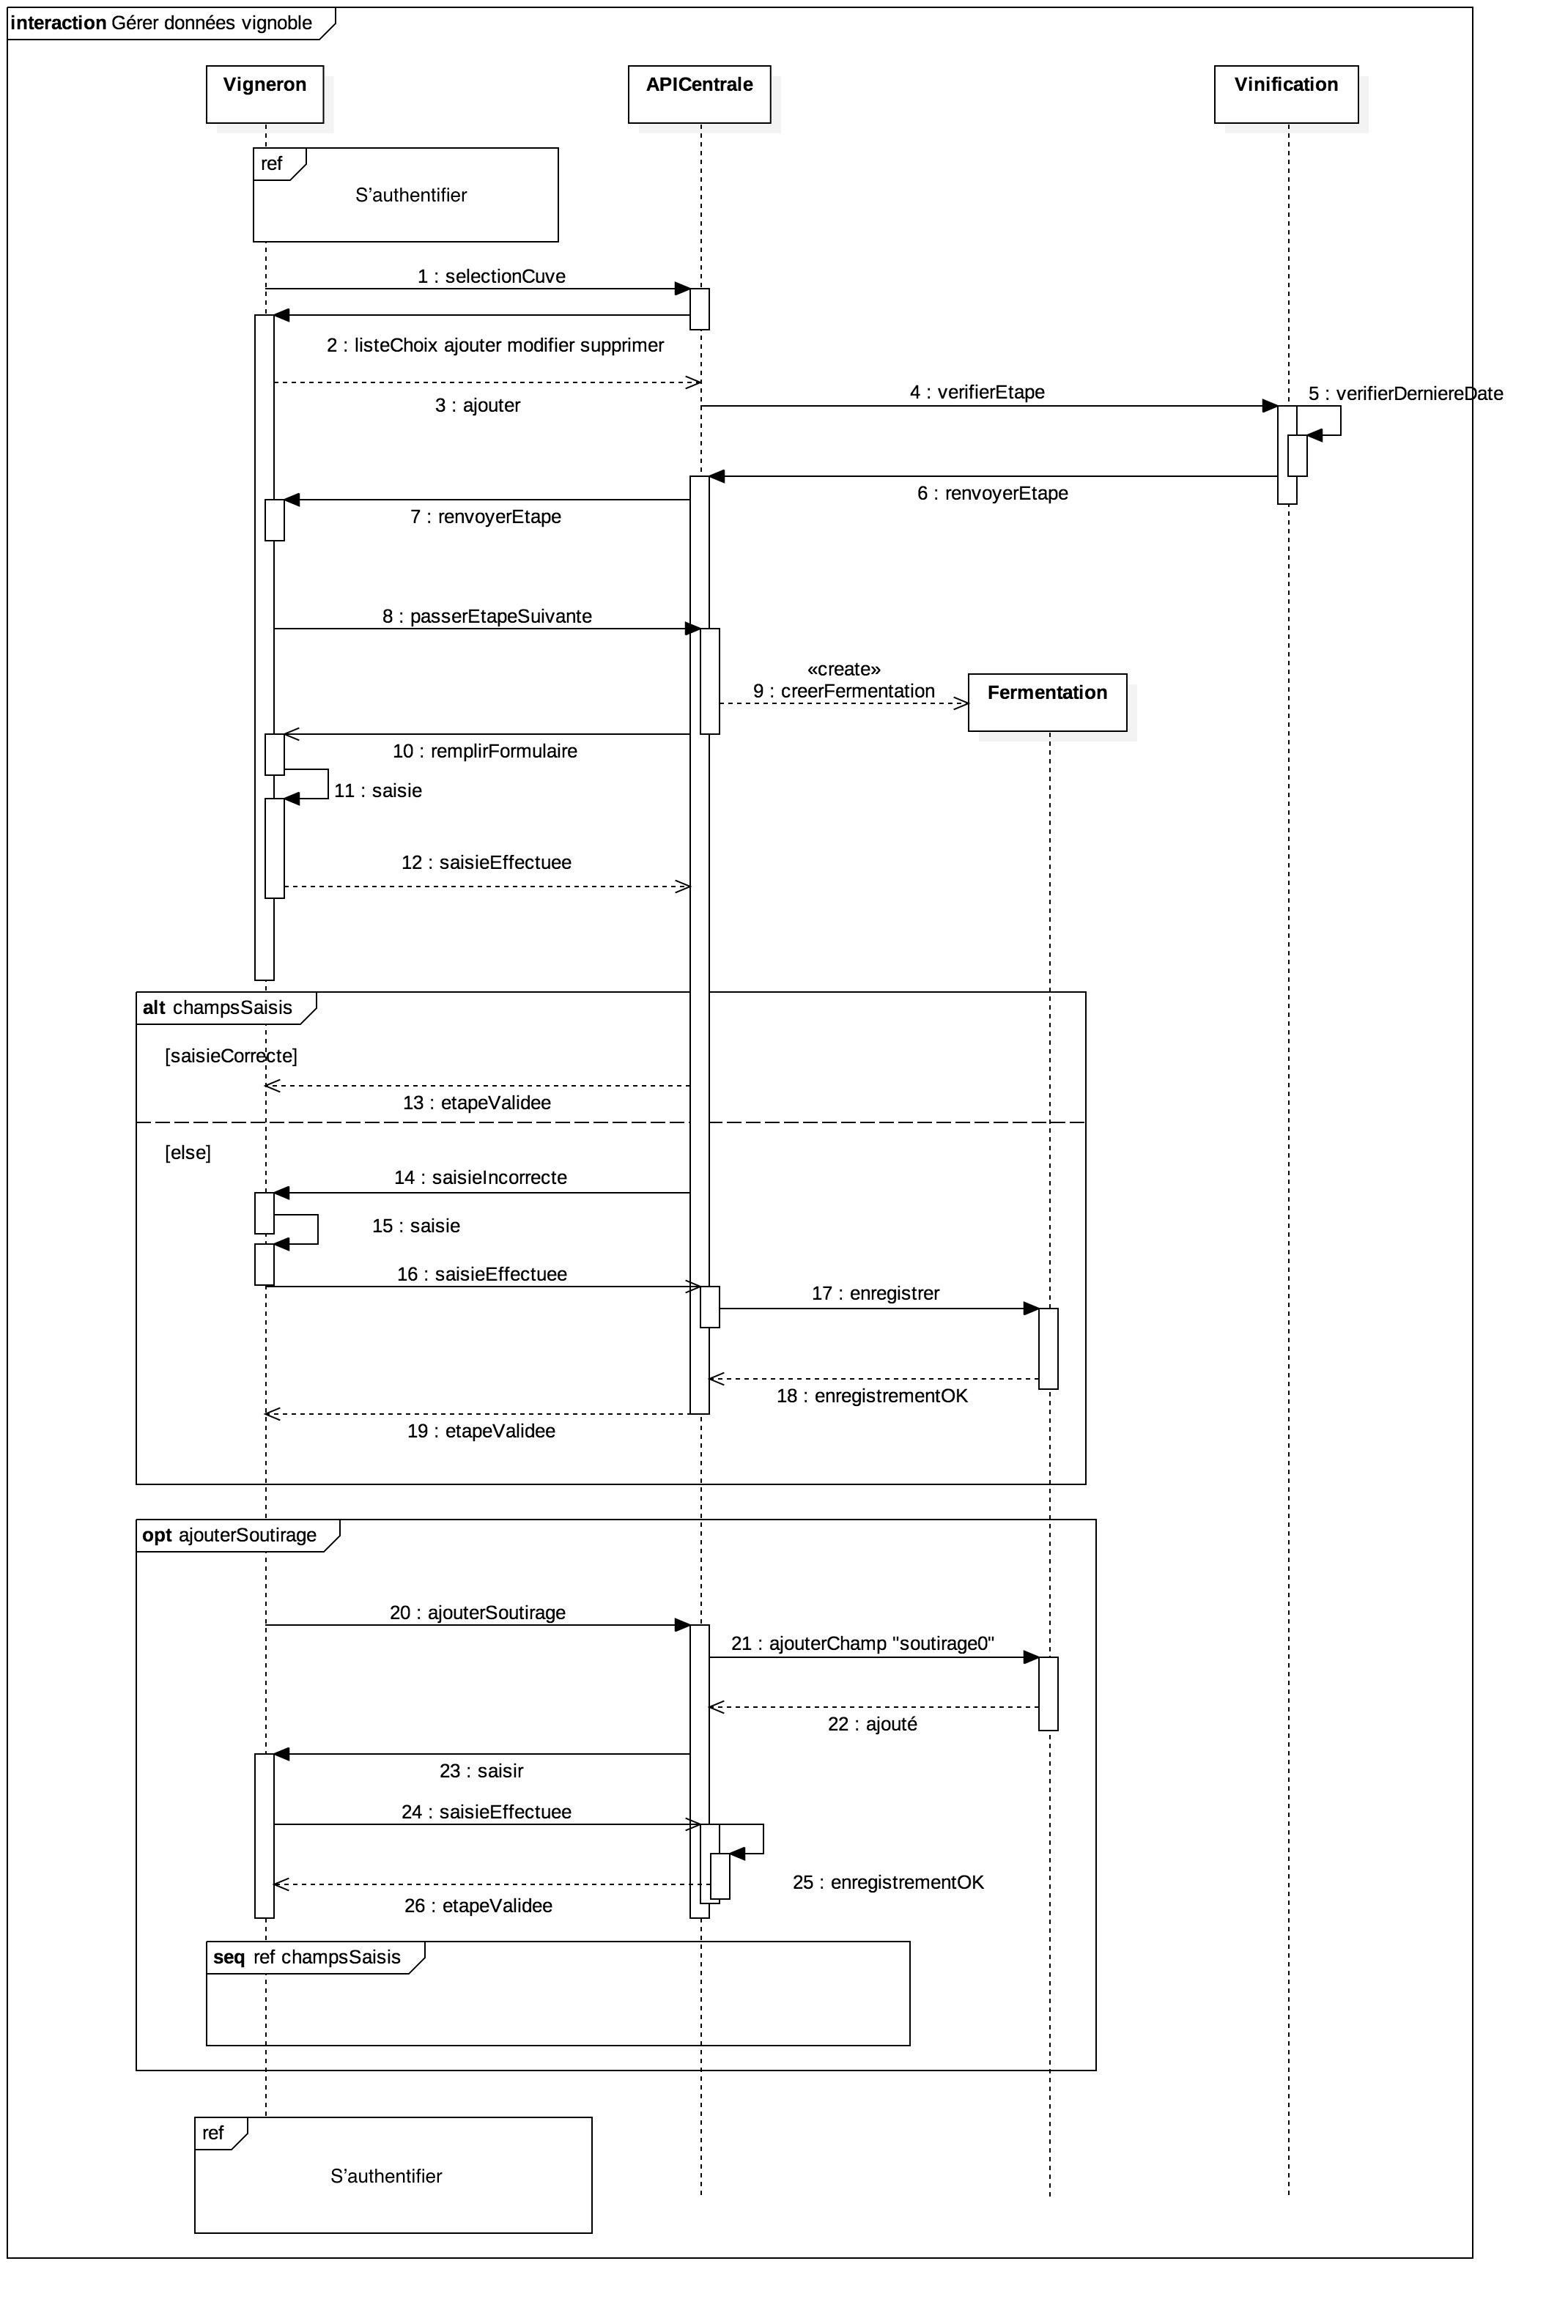 interaction Gérer données vignoble
Vigneron
APICentrale
Vinification
ref
S'authentifier
1 : selectionCuve
2 : listeChoix ajouter modifier supprimer
3 : ajouter
4 : verifierEtape
5 : verifierDerniereDate
6 : renvoyerEtape
7 : renvoyerEtape
8 : passerEtapeSuivante
«create»
9 : creerFermentation
Fermentation
10 : remplirFormulaire
11 : saisie
12 : saisieEffectuee
alt champsSaisis
[saisieCorrecte]
13 : etapeValidee
[else]
14 : saisieIncorrecte
15 : saisie
16 : saisieEffectuee
17 : enregistrer
18 : enregistrementOK
19 : etapeValidee
opt ajouterSoutirage
20 : ajouterSoutirage
21 : ajouterChamp "soutirage0"
22 : ajouté
23 : saisir
24 : saisieEffectuee
25 : enregistrementOK
26 : etapeValidee
seq ref champsSaisis
ref
S'authentifier